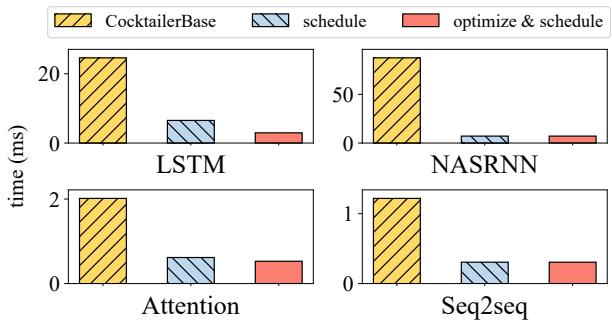 CocktailerBase schedule optimize & schedule
time (ms)
20
0
LSTM
50
0
NASRNN
2
0
Attention
1
0
Seq2seq